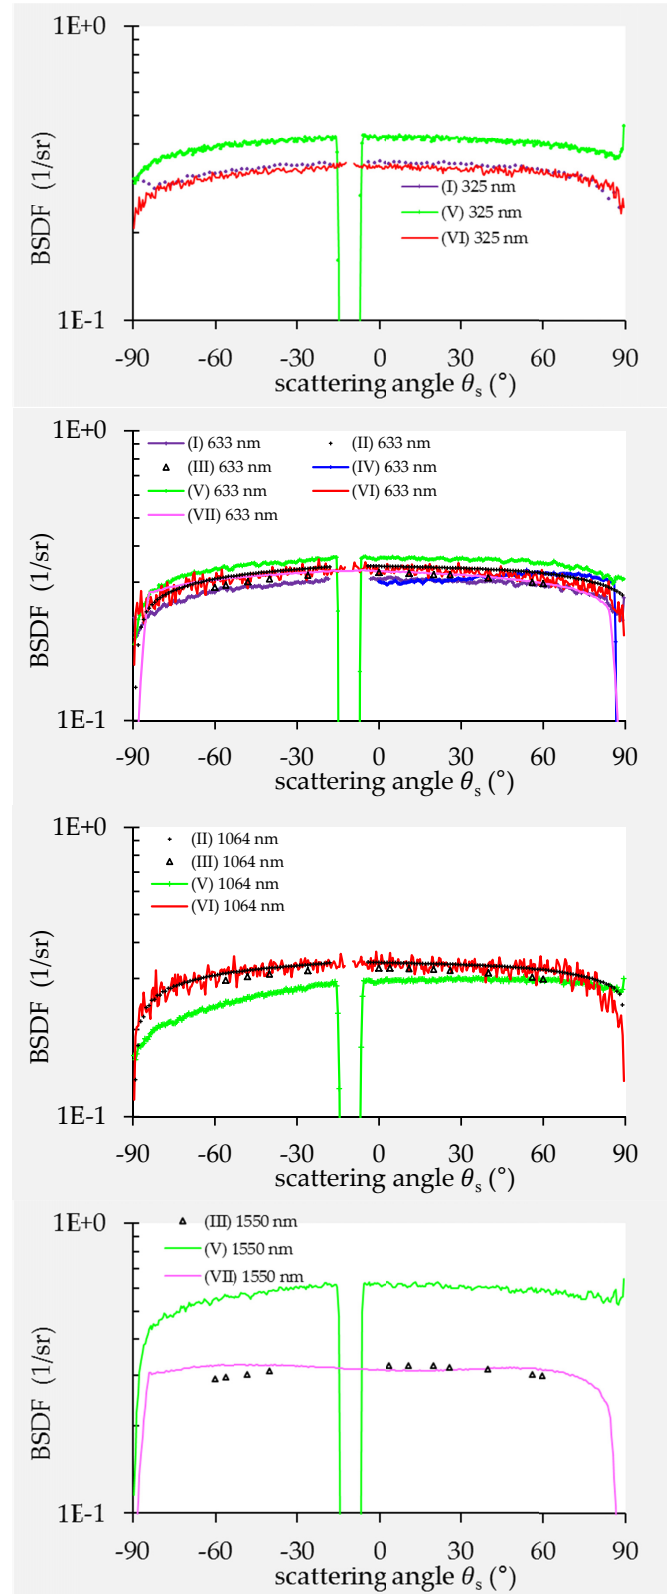 1E+0
BSDF (1/sr)
(I) 325 nm
(V) 325 nm
(VI) 325 nm
1E-1
-90 -60 -30 0 30 60 90
scattering angle θs (°)
1E+0
(I) 633 nm (II) 633 nm
(III) 633 nm (IV) 633 nm
(V) 633 nm (VI) 633 nm
(VII) 633 nm
BSDF (1/sr)
1E-1
-90 -60 -30 0 30 60 90
scattering angle θs (°)
1E+0
(II) 1064 nm
(III) 1064 nm
(V) 1064 nm
(VI) 1064 nm
BSDF (1/sr)
1E-1
-90 -60 -30 0 30 60 90
scattering angle θs (°)
1E+0
(III) 1550 nm
(V) 1550 nm
(VII) 1550 nm
BSDF (1/sr)
1E-1
-90 -60 -30 0 30 60 90
scattering angle θs (°)